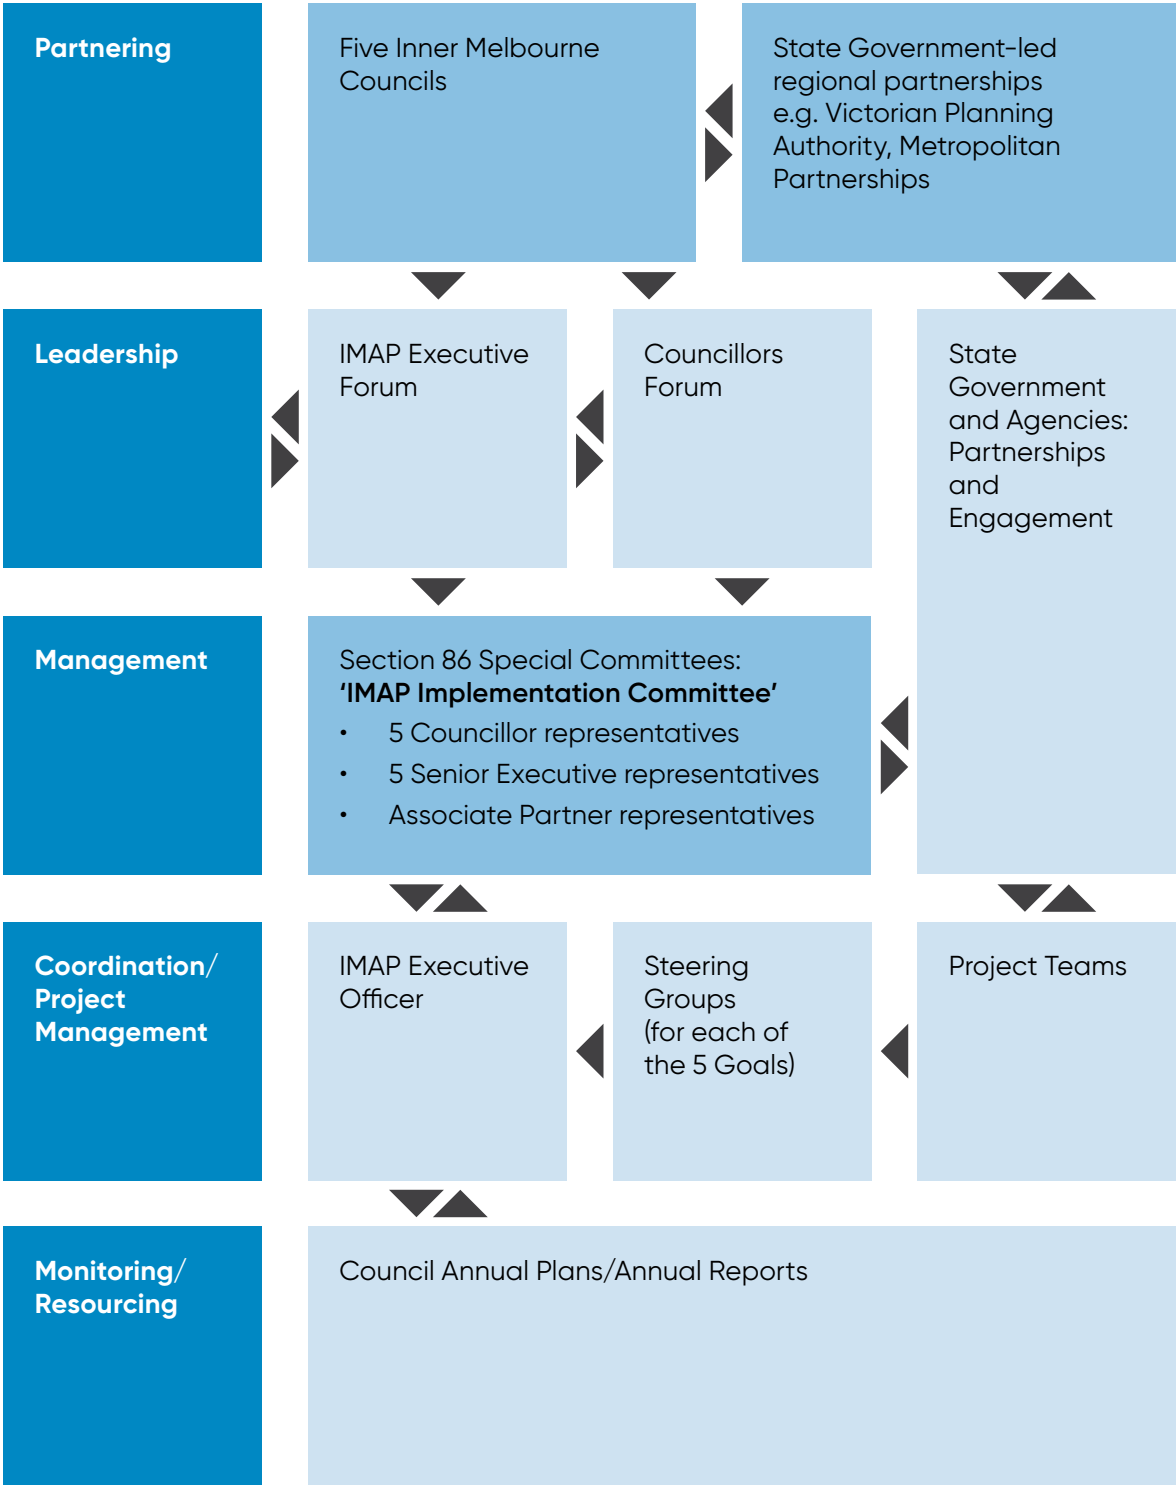 Partnering
Five Inner Melbourne
Councils
State Government-led
regional partnerships
e.g. Victorian Planning
Authority, Metropolitan
Partnerships
Leadership
IMAP Executive
Forum
Councillors
Forum
State
Government
and Agencies:
Partnerships
and
Engagement
Management
Section 86 Special Committees:
‘IMAP Implementation Committee’
• 5 Councillor representatives
• 5 Senior Executive representatives
• Associate Partner representatives
Coordination/
Project
Management
IMAP Executive
Officer
Steering
Groups
(for each of
the 5 Goals)
Project Teams
Monitoring/
Resourcing
Council Annual Plans/Annual Reports